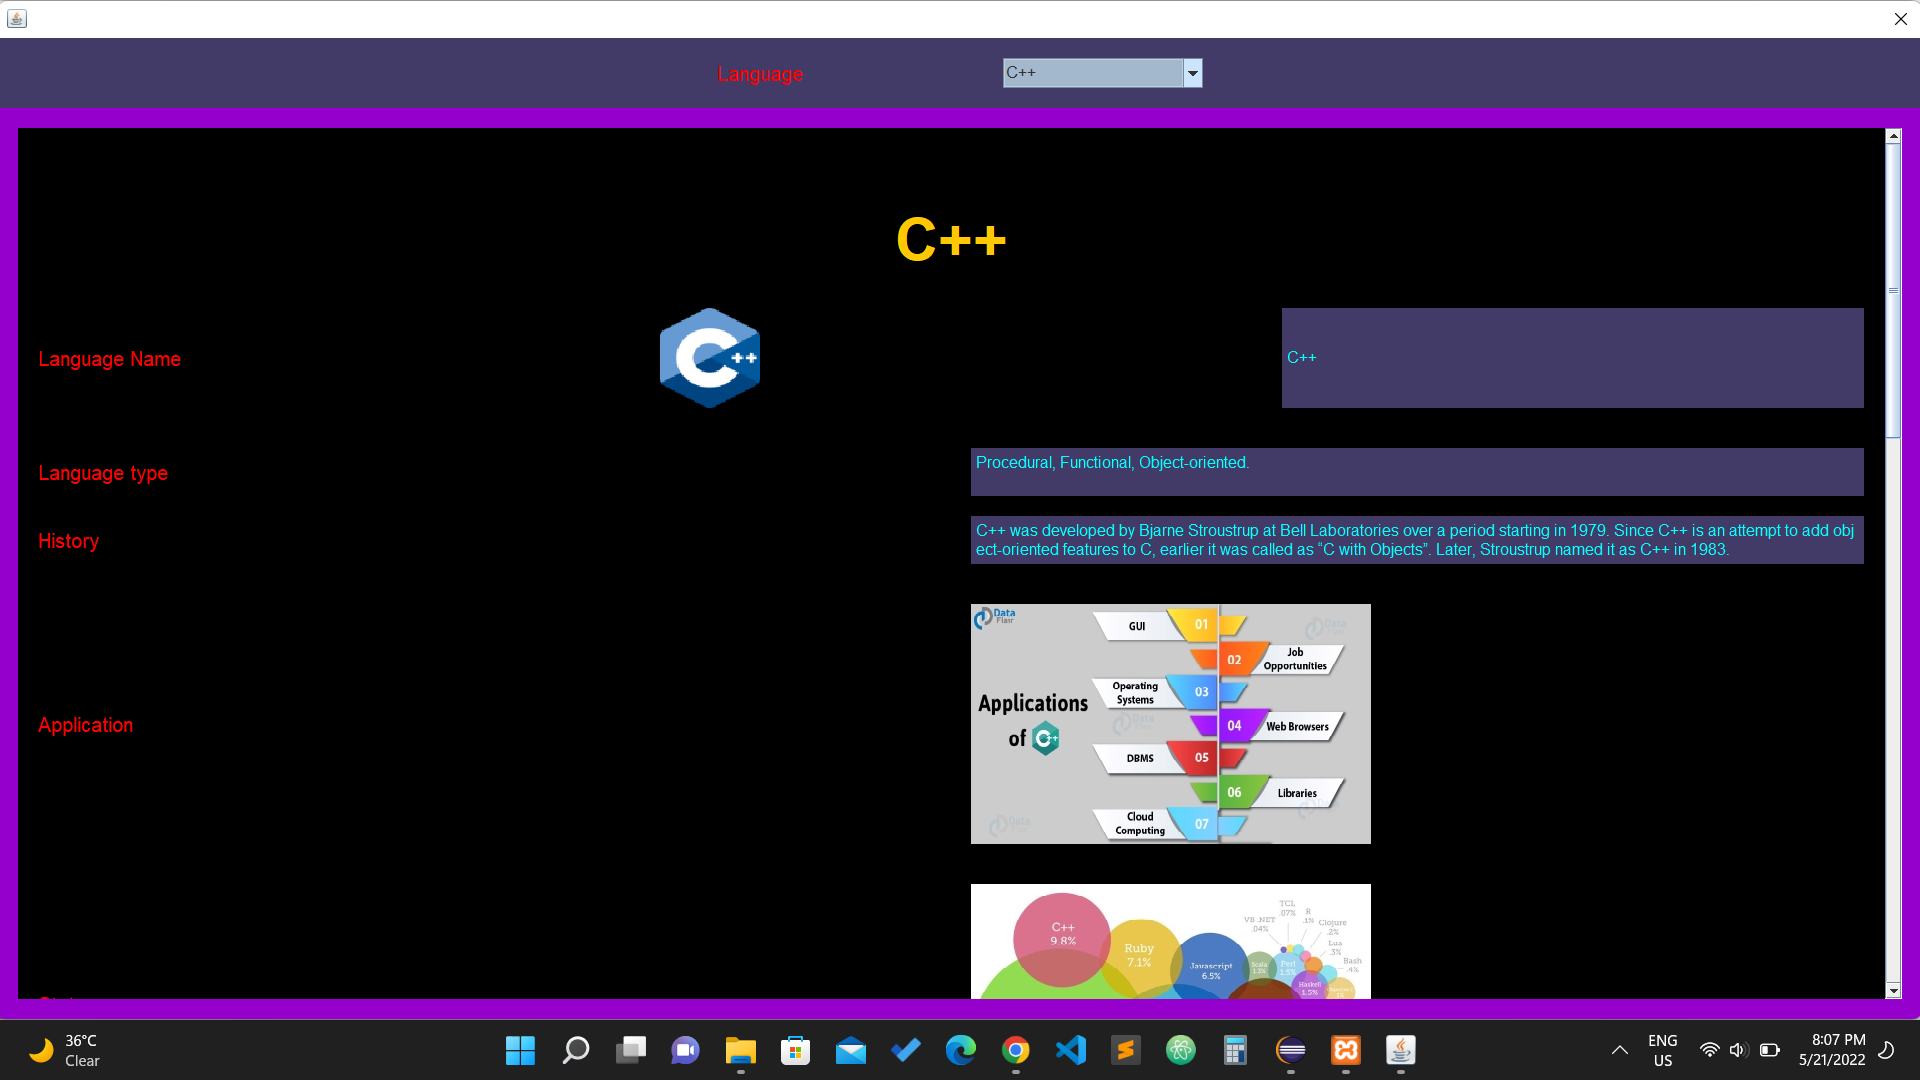 Language
C++
C++
Language Name
C++
C++
Language type
Procedural, Functional, Object-oriented.
History
C++ was developed by Bjarne Stroustrup at Bell Laboratories over a period starting in 1979. Since C++ is an attempt to add obj
ect-oriented features to C, earlier it was called as “C with Objects”. Later, Stroustrup named it as C++ in 1983.
Application
Data
Flair
GUI
01
02
Job
Opportunities
Operating
Systems
03
Applications
of C++
04
Web Browsers
DBMS
05
06
Libraries
Cloud
Computing
07
C++
9.8%
Ruby
7.1%
Javascript
6.5%
VB .NET
.04%
TCL
.07%
R
.1%
Clojure
.2%
Lua
.3%
Bash
.4%
Scala
Perl
1.5%
Haskell
1.5%
36°C
Clear
ENG
US
8:07 PM
5/21/2022